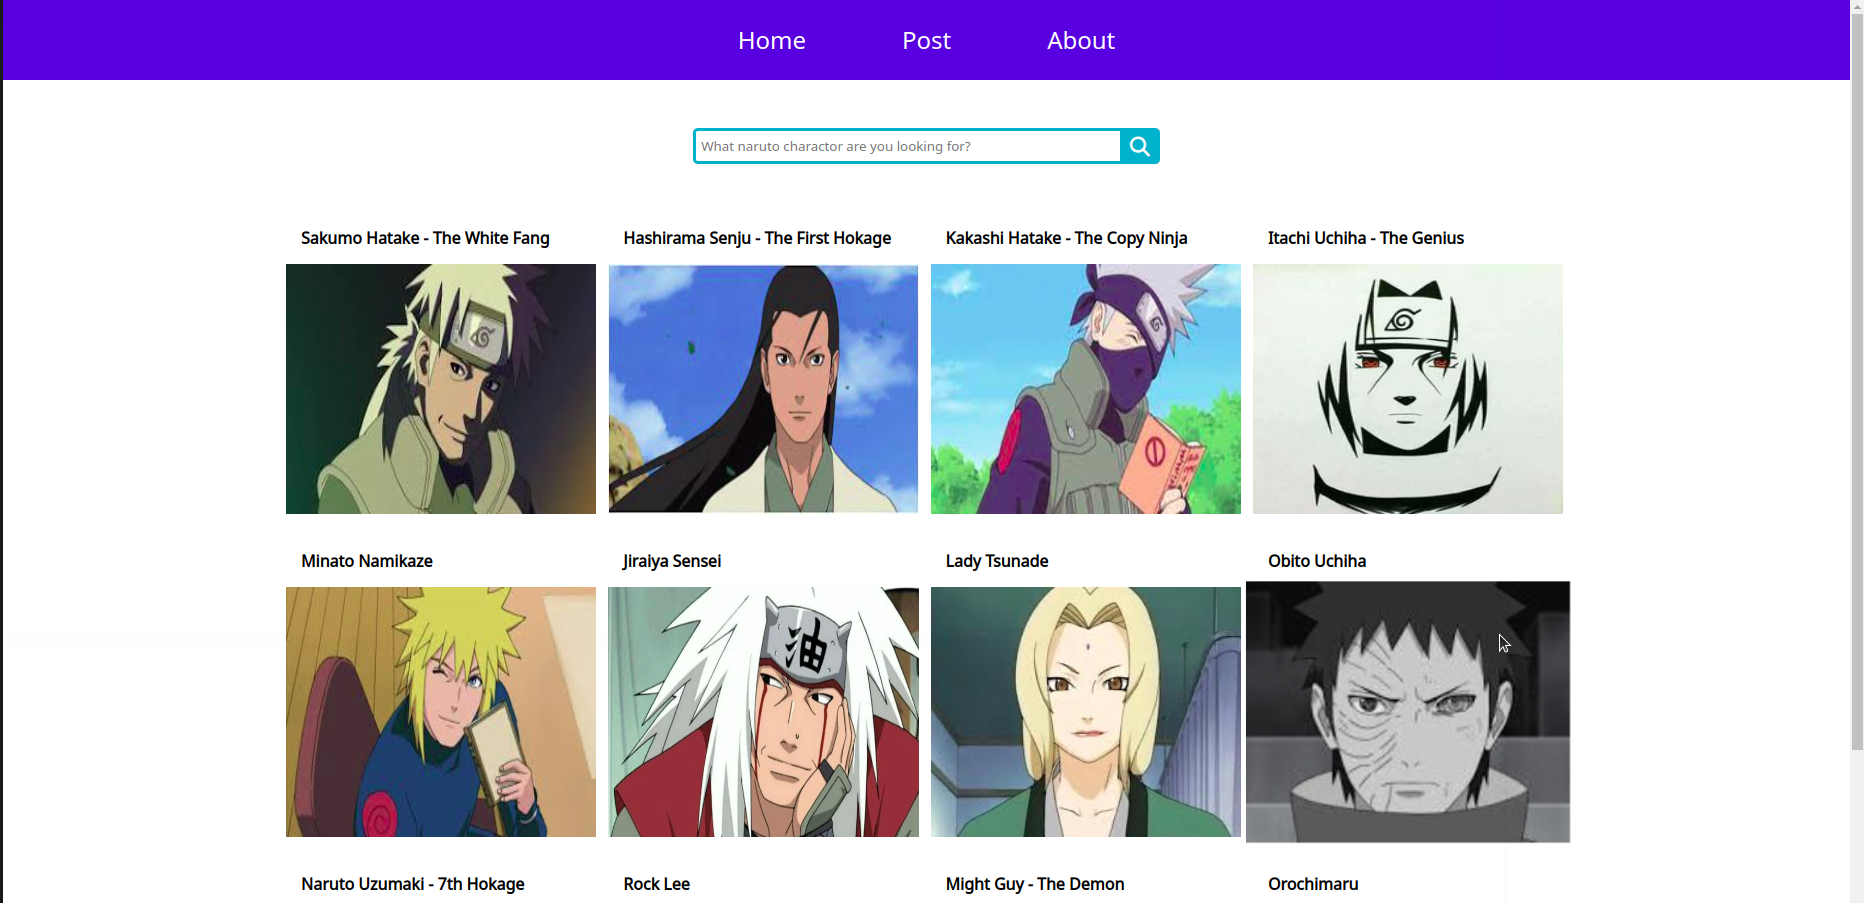 Home Post About
What naruto charactor are you looking for?
Sakumo Hatake - The White Fang
Hashirama Senju - The First Hokage
Kakashi Hatake - The Copy Ninja
Itachi Uchiha - The Genius
Minato Namikaze
Jiraiya Sensei
Lady Tsunade
Obito Uchiha
油
Naruto Uzumaki - 7th Hokage
Rock Lee
Might Guy - The Demon
Orochimaru